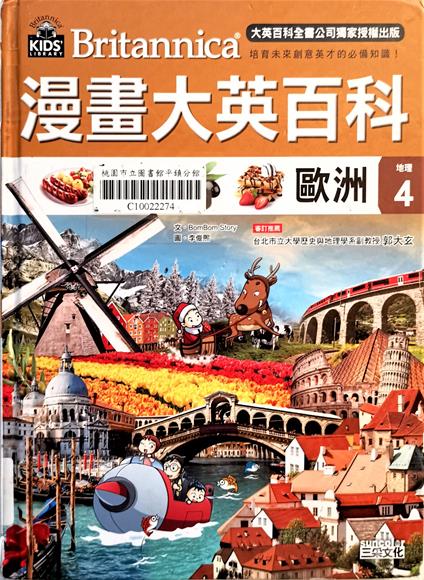 Britannica
KIDS'
LIBRARY
Britannica®
大英百科全書公司獨家授權出版
培育未來創意英才的必備知識！
漫畫大英百科
桃園市立圖書館平鎮分館
C10022274
歐洲
地理
4
文 BomBom Story
圖 李偉熙
審訂推薦
台北市立大學歷史與地理學系副教授 郭大玄
suncolor
三采文化